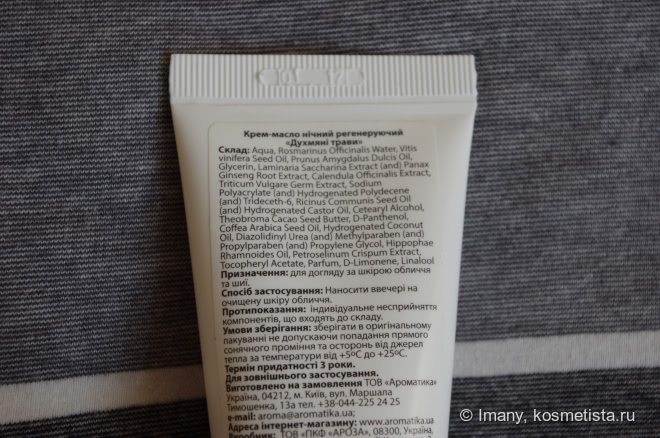 Крем-масло нічний регенеруючий
«Духмяні трави»
Склад: Aqua, Rosmarinus Officinalis Water, Vitis
vinifera Seed Oil, Prunus Amygdalus Dulcis Oil,
Glycerin, Laminaria Saccharina Extract (and) Panax
Ginseng Root Extract, Calendula Officinalis Extract,
Triticum Vulgare Germ Extract, Sodium
Polyacrylate (and) Hydrogenated Polydecene
(and) Trideceth-6, Ricinus Communis Seed Oil
(and) Hydrogenated Castor Oil, Cetearyl Alcohol,
Theobroma Cacao Seed Butter, D-Panthenol,
Coffea Arabica Seed Oil, Hydrogenated Coconut
Oil, Diazolidinyl Urea (and) Methylparaben (and)
Propylparaben (and) Propylene Glycol, Hippophae
Rhamnoides Oil, Petroselinum Crispum Extract,
Tocopheryl Acetate, Parfum, D-Limonene, Linalool
Призначення: для догляду за шкірою обличчя
та шиї.
Спосіб застосування: Наносити ввечері на
очищену шкіру обличчя.
Протипоказання: індивідуальне несприйняття
компонентів, що входять до складу.
Умови зберігання: зберігати в оригінальному
пакуванні не допускаючи попадання прямого
сонячного проміння та осторонь від джерел
тепла за температури від +5°С до +25°С.
Термін придатності 3 роки.
Для зовнішнього застосування.
Виготовлено на замовлення ТОВ «Ароматика»
Україна, 04212, м. Київ, вул. Маршала
Тимошенка, 13а тел. +38-044-225 24 25
e-mail: aroma@aromatika.ua;
Адреса інтернет-магазину: www.aromatika.ua
Виробник: ТОВ «ПКФ «АРОЗА», 08300, Україна,
© Imany, kosmetista.ru